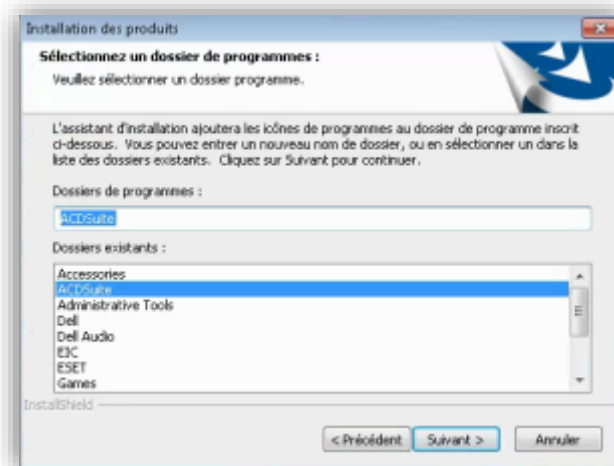 Installation des produits
Sélectionnez un dossier de programmes :
Veuillez sélectionner un dossier programme.
L'assistant d'installation ajoutera les icônes de programmes au dossier de programme inscrit
ci-dessous. Vous pouvez entrer un nouveau nom de dossier, ou en sélectionner un dans la
liste des dossiers existants. Cliquez sur Suivant pour continuer.
Dossiers de programmes :
ACDSuite
Dossiers existants :
Accessories
ACDSuite
Administrative Tools
Dell
Dell Audio
EIC
ESET
Games
InstallShield
< Précédent
Suivant >
Annuler